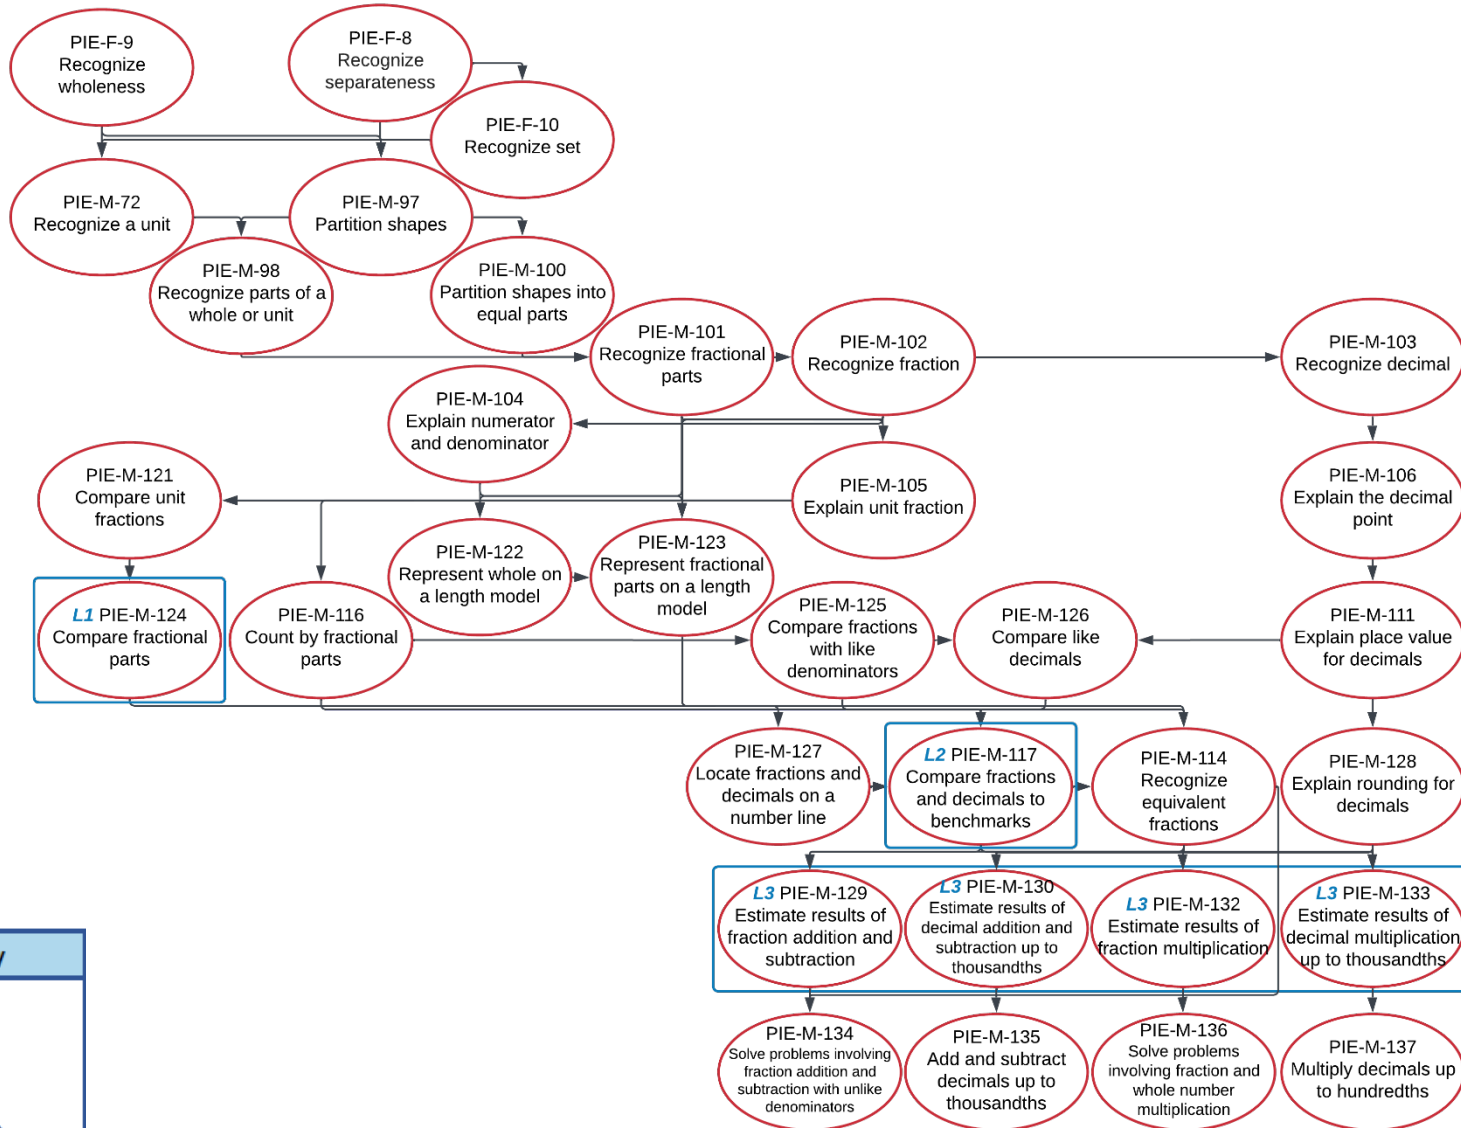 PIE-F-9
Recognize
wholeness
PIE-F-8
Recognize
separateness
PIE-F-10
Recognize set
PIE-M-72
Recognize a unit
PIE-M-97
Partition shapes
PIE-M-98
Recognize parts of a
whole or unit
PIE-M-100
Partition shapes into
equal parts
PIE-M-101
Recognize fractional
parts
PIE-M-102
Recognize fraction
PIE-M-103
Recognize decimal
PIE-M-104
Explain numerator
and denominator
PIE-M-121
Compare unit
fractions
PIE-M-105
Explain unit fraction
PIE-M-106
Explain the decimal
point
PIE-M-122
Represent whole on
a length model
PIE-M-123
Represent fractional
parts on a length
model
L1 PIE-M-124
Compare fractional
parts
PIE-M-116
Count by fractional
parts
PIE-M-125
Compare fractions
with like
denominators
PIE-M-126
Compare like
decimals
PIE-M-111
Explain place value
for decimals
PIE-M-127
Locate fractions and
decimals on a
number line
L2 PIE-M-117
Compare fractions
and decimals to
benchmarks
PIE-M-114
Recognize
equivalent
fractions
PIE-M-128
Explain rounding for
decimals
L3 PIE-M-129
Estimate results of
fraction addition and
subtraction
L3 PIE-M-130
Estimate results of
decimal addition and
subtraction up to
thousandths
L3 PIE-M-132
Estimate results of
fraction multiplication
L3 PIE-M-133
Estimate results of
decimal multiplication
up to thousandths
PIE-M-134
Solve problems involving
fraction addition and
subtraction with unlike
denominators
PIE-M-135
Add and subtract
decimals up to
thousandths
PIE-M-136
Solve problems
involving fraction and
whole number
multiplication
PIE-M-137
Multiply decimals up
to hundredths